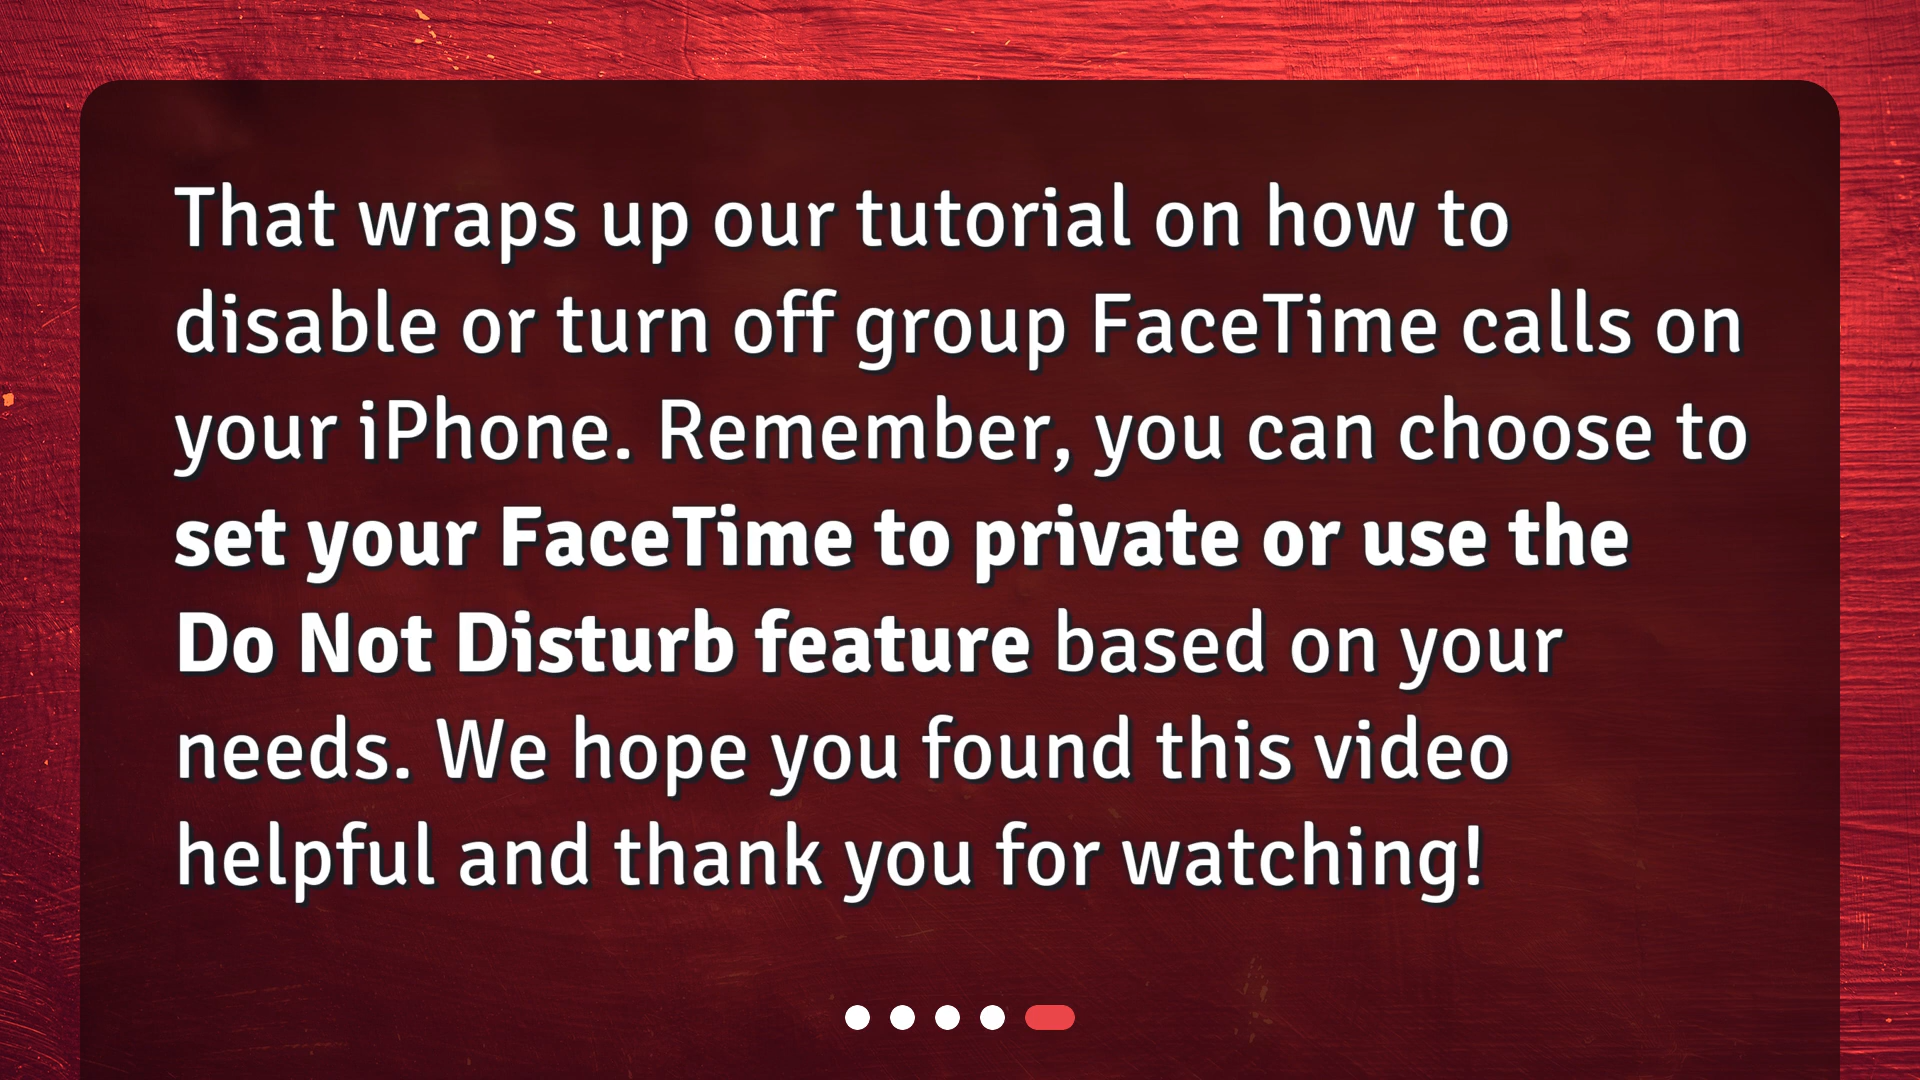 That wraps up our tutorial on how to
disable or turn off group FaceTime calls on
your iPhone. Remember, you can choose to
set your FaceTime to private or use the
Do Not Disturb feature based on your
needs. We hope you found this video
helpful and thank you for watching!